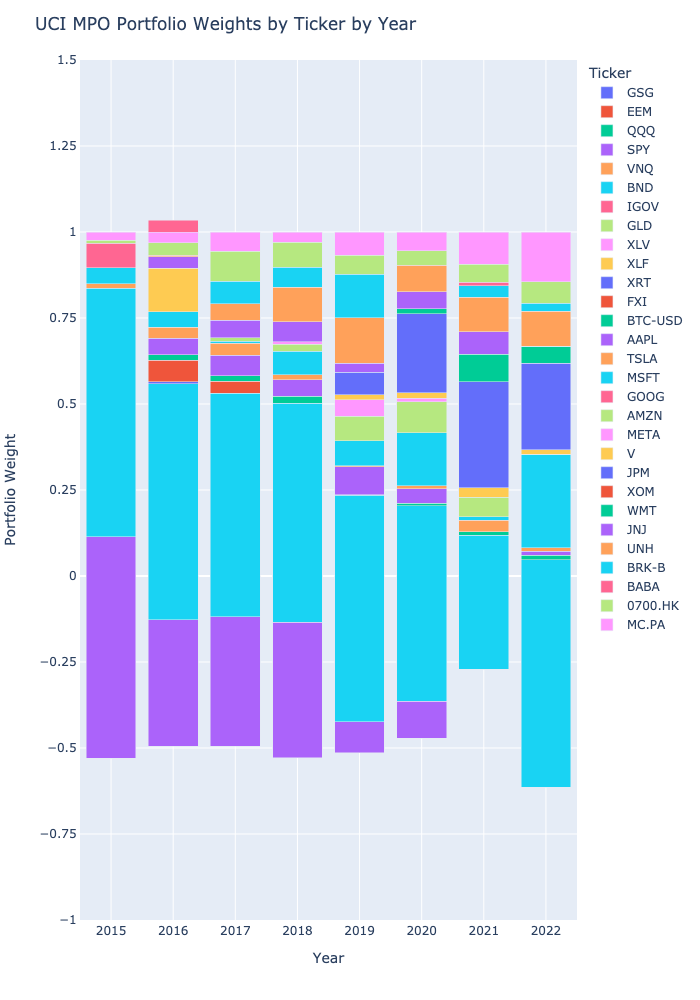 UCI MPO Portfolio Weights by Ticker by Year
1.5
1.25
1
0.75
0.5
0.25
0
−0.25
−0.5
−0.75
−1
Portfolio Weight
2015
2016
2017
2018
2019
2020
2021
2022
Year
Ticker
GSG
EEM
QQQ
SPY
VNQ
BND
IGOV
GLD
XLV
XLF
XRT
FXI
BTC-USD
AAPL
TSLA
MSFT
GOOG
AMZN
META
V
JPM
XOM
WMT
JNJ
UNH
BRK-B
BABA
0700.HK
MC.PA